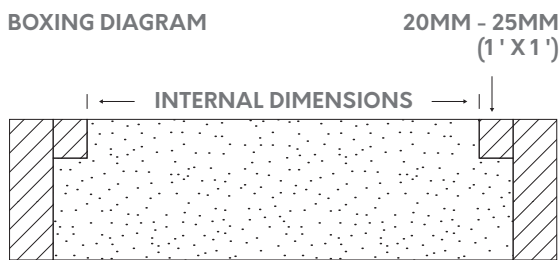 BOXING DIAGRAM
20MM - 25MM
(1 ' X 1 ')
INTERNAL DIMENSIONS